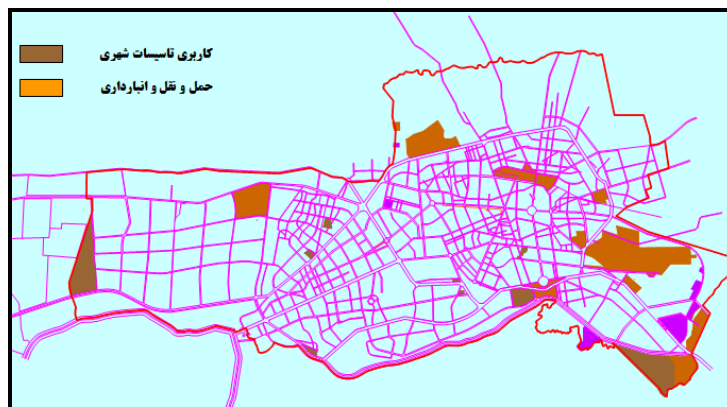 کاربری تاسیسات شهری
حمل و نقل و انبارداری